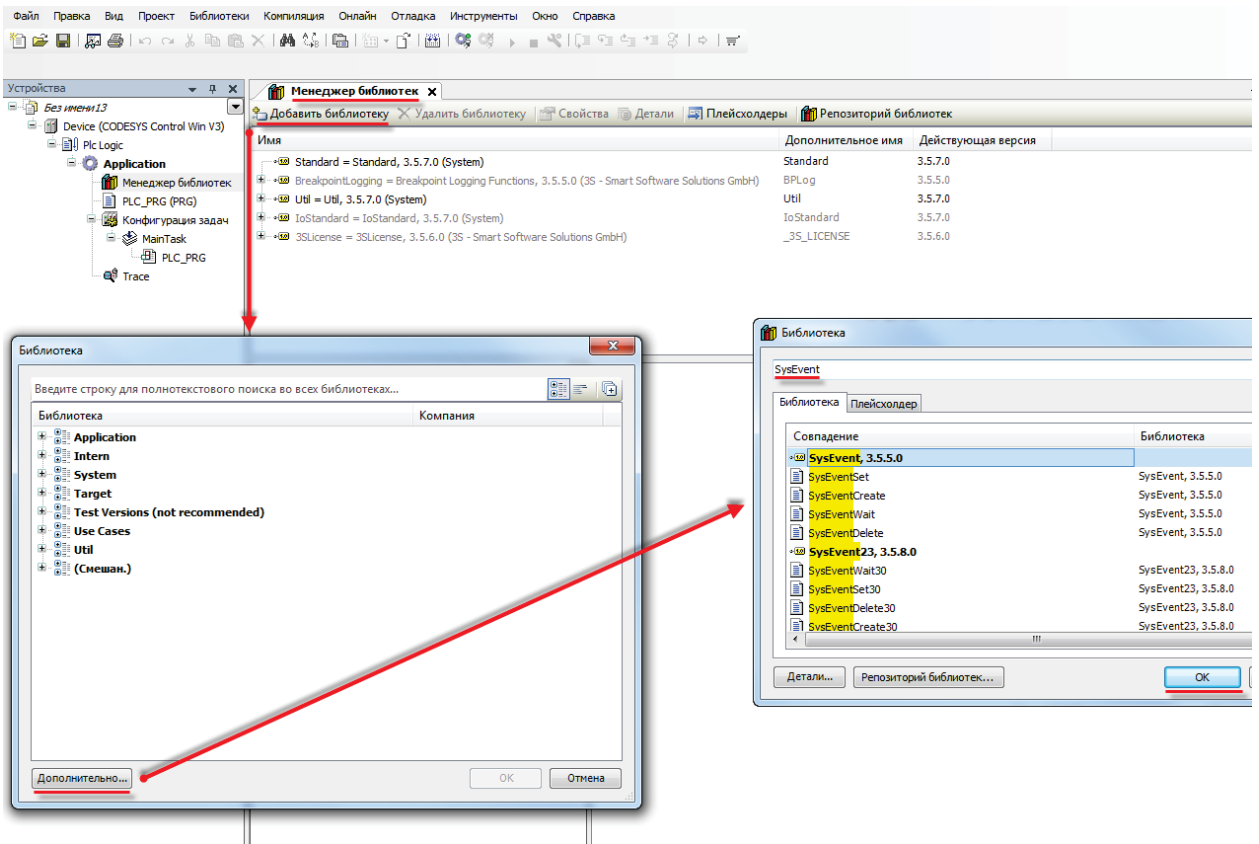 Файл Правка Вид Проект Библиотеки Компиляция Онлайн Отладка Инструменты Окно Справка
Устройства
Менеджер библиотек
Без имени13
Device (CODESYS Control Win V3)
Plc Logic
Application
Менеджер библиотек
PLC_PRG (PRG)
Конфигурация задач
MainTask
PLC_PRG
Trace
Добавить библиотеку Удалить библиотеку Свойства Детали Плейсхолдеры Репозиторий библиотек
Имя Дополнительное имя Действующая версия
Standard = Standard, 3.5.7.0 (System) Standard 3.5.7.0
BreakpointLogging = Breakpoint Logging Functions, 3.5.5.0 (3S - Smart Software Solutions GmbH) BPLog 3.5.5.0
Util = Util, 3.5.7.0 (System) Util 3.5.7.0
IoStandard = IoStandard, 3.5.7.0 (System) IoStandard 3.5.7.0
3SLicense = 3SLicense, 3.5.6.0 (3S - Smart Software Solutions GmbH) _3S_LICENSE 3.5.6.0
Библиотека
Введите строку для полнотекстового поиска во всех библиотеках...
Библиотека Компания
Application
Intern
System
Target
Test Versions (not recommended)
Use Cases
Util
(Смешан.)
Дополнительно... OK Отмена
Библиотека
SysEvent
Библиотека Плейсхолдер
Совпадение Библиотека
SysEvent, 3.5.5.0
SysEventSet SysEvent, 3.5.5.0
SysEventCreate SysEvent, 3.5.5.0
SysEventWait SysEvent, 3.5.5.0
SysEventDelete SysEvent, 3.5.5.0
SysEvent23, 3.5.8.0
SysEventWait30 SysEvent23, 3.5.8.0
SysEventSet30 SysEvent23, 3.5.8.0
SysEventDelete30 SysEvent23, 3.5.8.0
SysEventCreate30 SysEvent23, 3.5.8.0
Детали... Репозиторий библиотек... OK